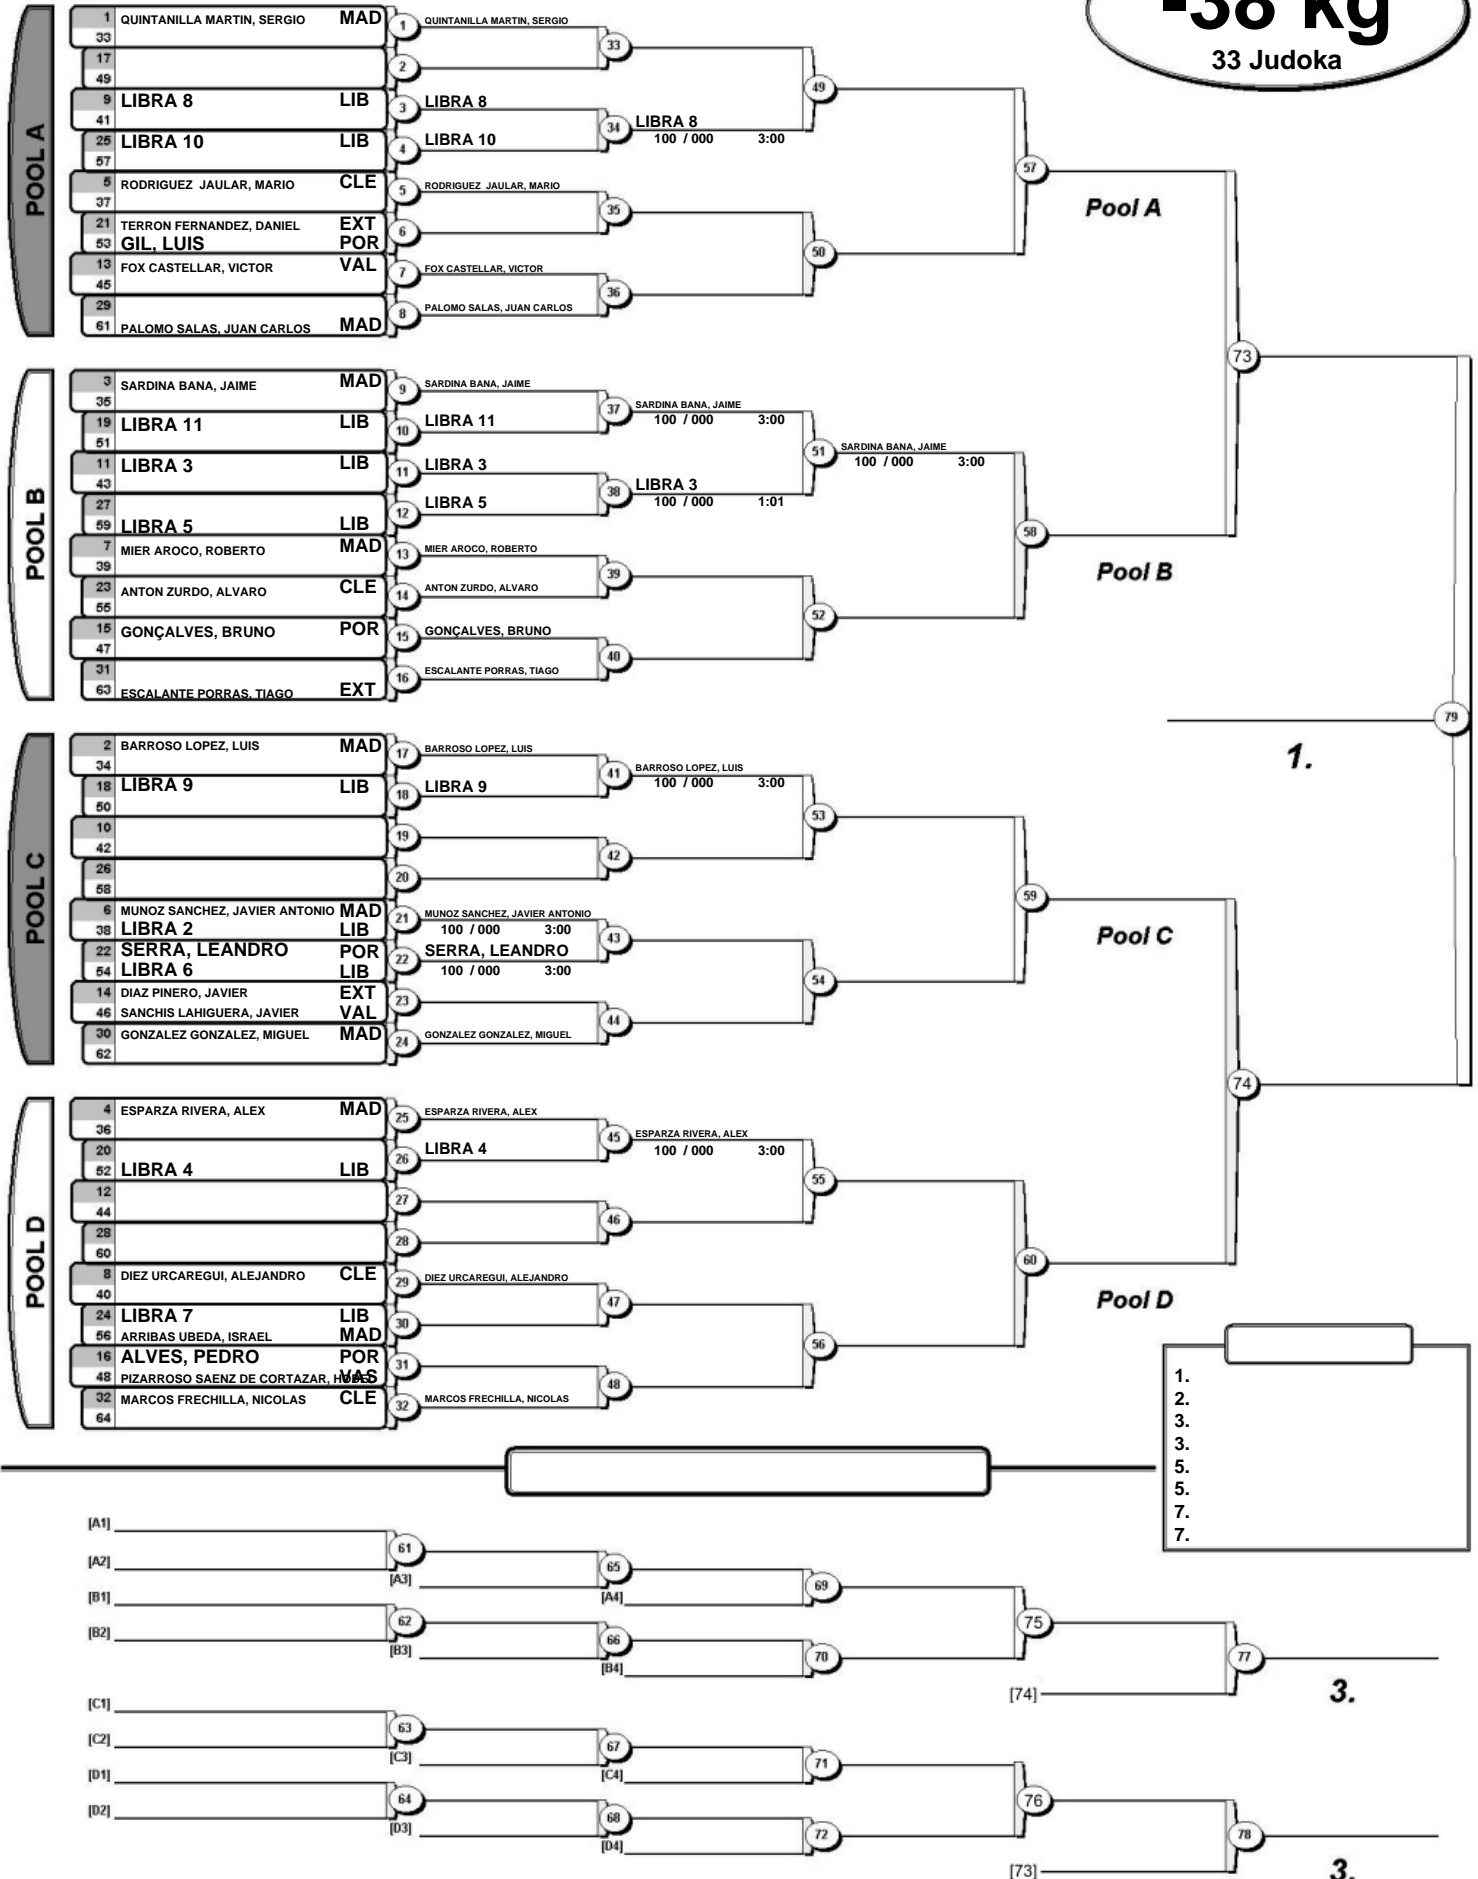 -38 kg
33 Judoka
POOL A
1 QUINTANILLA MARTIN, SERGIO MAD
33
17
49
9 LIBRA 8 LIB
41
25 LIBRA 10 LIB
57
5 RODRIGUEZ JAULAR, MARIO CLE
37
21 TERRON FERNANDEZ, DANIEL EXT
53 GIL, LUIS POR
13 FOX CASTELLAR, VICTOR VAL
45
29
61 PALOMO SALAS, JUAN CARLOS MAD
1 QUINTANILLA MARTIN, SERGIO
2
3 LIBRA 8
4 LIBRA 10
5 RODRIGUEZ JAULAR, MARIO
6
7 FOX CASTELLAR, VICTOR
8 PALOMO SALAS, JUAN CARLOS
33
34 LIBRA 8
100 / 000 3:00
35
36
49
50
57
Pool A
POOL B
3 SARDINA BANA, JAIME MAD
35
19 LIBRA 11 LIB
51
11 LIBRA 3 LIB
43
27
59 LIBRA 5 LIB
7 MIER AROCO, ROBERTO MAD
39
23 ANTON ZURDO, ALVARO CLE
55
15 GONÇALVES, BRUNO POR
47
31
63 ESCALANTE PORRAS, TIAGO EXT
9 SARDINA BANA, JAIME
10 LIBRA 11
11 LIBRA 3
12 LIBRA 5
13 MIER AROCO, ROBERTO
14 ANTON ZURDO, ALVARO
15 GONÇALVES, BRUNO
16 ESCALANTE PORRAS, TIAGO
37 SARDINA BANA, JAIME
100 / 000 3:00
38 LIBRA 3
100 / 000 1:01
39
40
51 SARDINA BANA, JAIME
100 / 000 3:00
52
58
Pool B
73
79
1.
POOL C
2 BARROSO LOPEZ, LUIS MAD
34
18 LIBRA 9 LIB
50
10
42
26
58
6 MUNOZ SANCHEZ, JAVIER ANTONIO MAD
38 LIBRA 2 LIB
22 SERRA, LEANDRO POR
54 LIBRA 6 LIB
14 DIAZ PINERO, JAVIER EXT
46 SANCHIS LAHIGUERA, JAVIER VAL
30 GONZALEZ GONZALEZ, MIGUEL MAD
62
17 BARROSO LOPEZ, LUIS
18 LIBRA 9
19
20
21 MUNOZ SANCHEZ, JAVIER ANTONIO
100 / 000 3:00
22 SERRA, LEANDRO
100 / 000 3:00
23
24 GONZALEZ GONZALEZ, MIGUEL
41 BARROSO LOPEZ, LUIS
100 / 000 3:00
42
43
44
53
54
59
Pool C
74
POOL D
4 ESPARZA RIVERA, ALEX MAD
36
20
52 LIBRA 4 LIB
12
44
28
60
8 DIEZ URCAREGUI, ALEJANDRO CLE
40
24 LIBRA 7 LIB
56 ARRIBAS UBEDA, ISRAEL MAD
16 ALVES, PEDRO POR
48 PIZARROSO SAENZ DE CORTAZAR, VAS
32 MARCOS FRECHILLA, NICOLAS CLE
64
25 ESPARZA RIVERA, ALEX
26 LIBRA 4
27
28
29 DIEZ URCAREGUI, ALEJANDRO
30
31
32 MARCOS FRECHILLA, NICOLAS
45 ESPARZA RIVERA, ALEX
100 / 000 3:00
46
47
48
55
56
60
Pool D
1.
2.
3.
3.
5.
5.
7.
7.
[A1]
61
[A2]
[A3]
65
[A4]
69
[B1]
62
[B2]
[B3]
66
[B4]
70
75
[74]
77
3.
[C1]
63
[C2]
[C3]
67
[C4]
71
[D1]
64
[D2]
[D3]
68
[D4]
72
76
[73]
78
3.